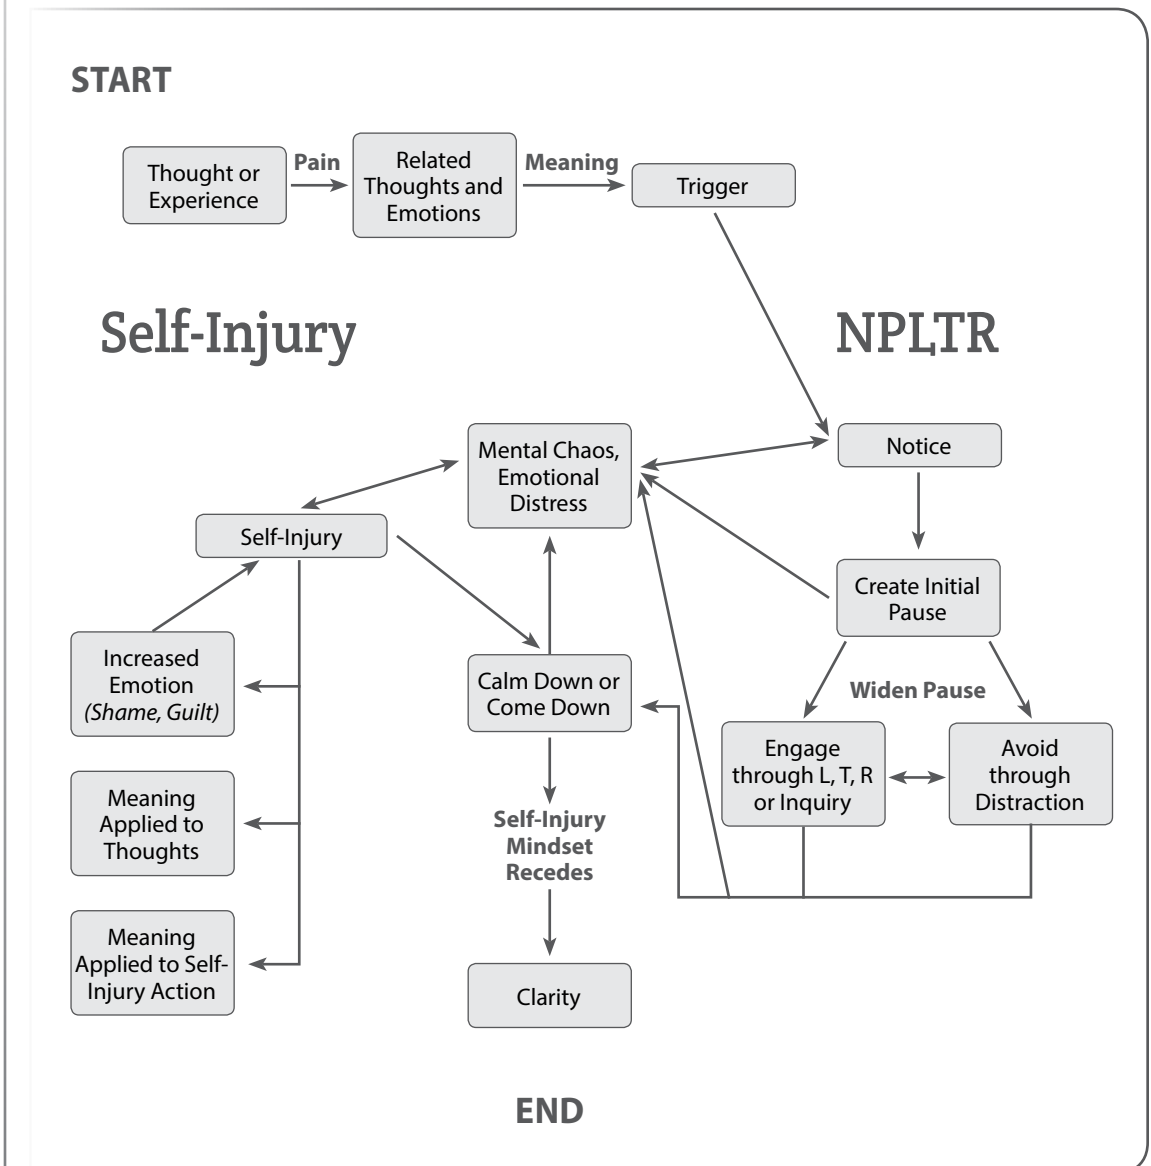 START
Thought or
Experience
Pain
Related
Thoughts and
Emotions
Meaning
Trigger
Self-Injury
NPLTR
Mental Chaos,
Emotional
Distress
Notice
Self-Injury
Create Initial
Pause
Increased
Emotion
(Shame, Guilt)
Calm Down or
Come Down
Widen Pause
Engage
through L, T, R
or Inquiry
Avoid
through
Distraction
Meaning
Applied to
Thoughts
Self-Injury
Mindset
Recedes
Meaning
Applied to Self-
Injury Action
Clarity
END